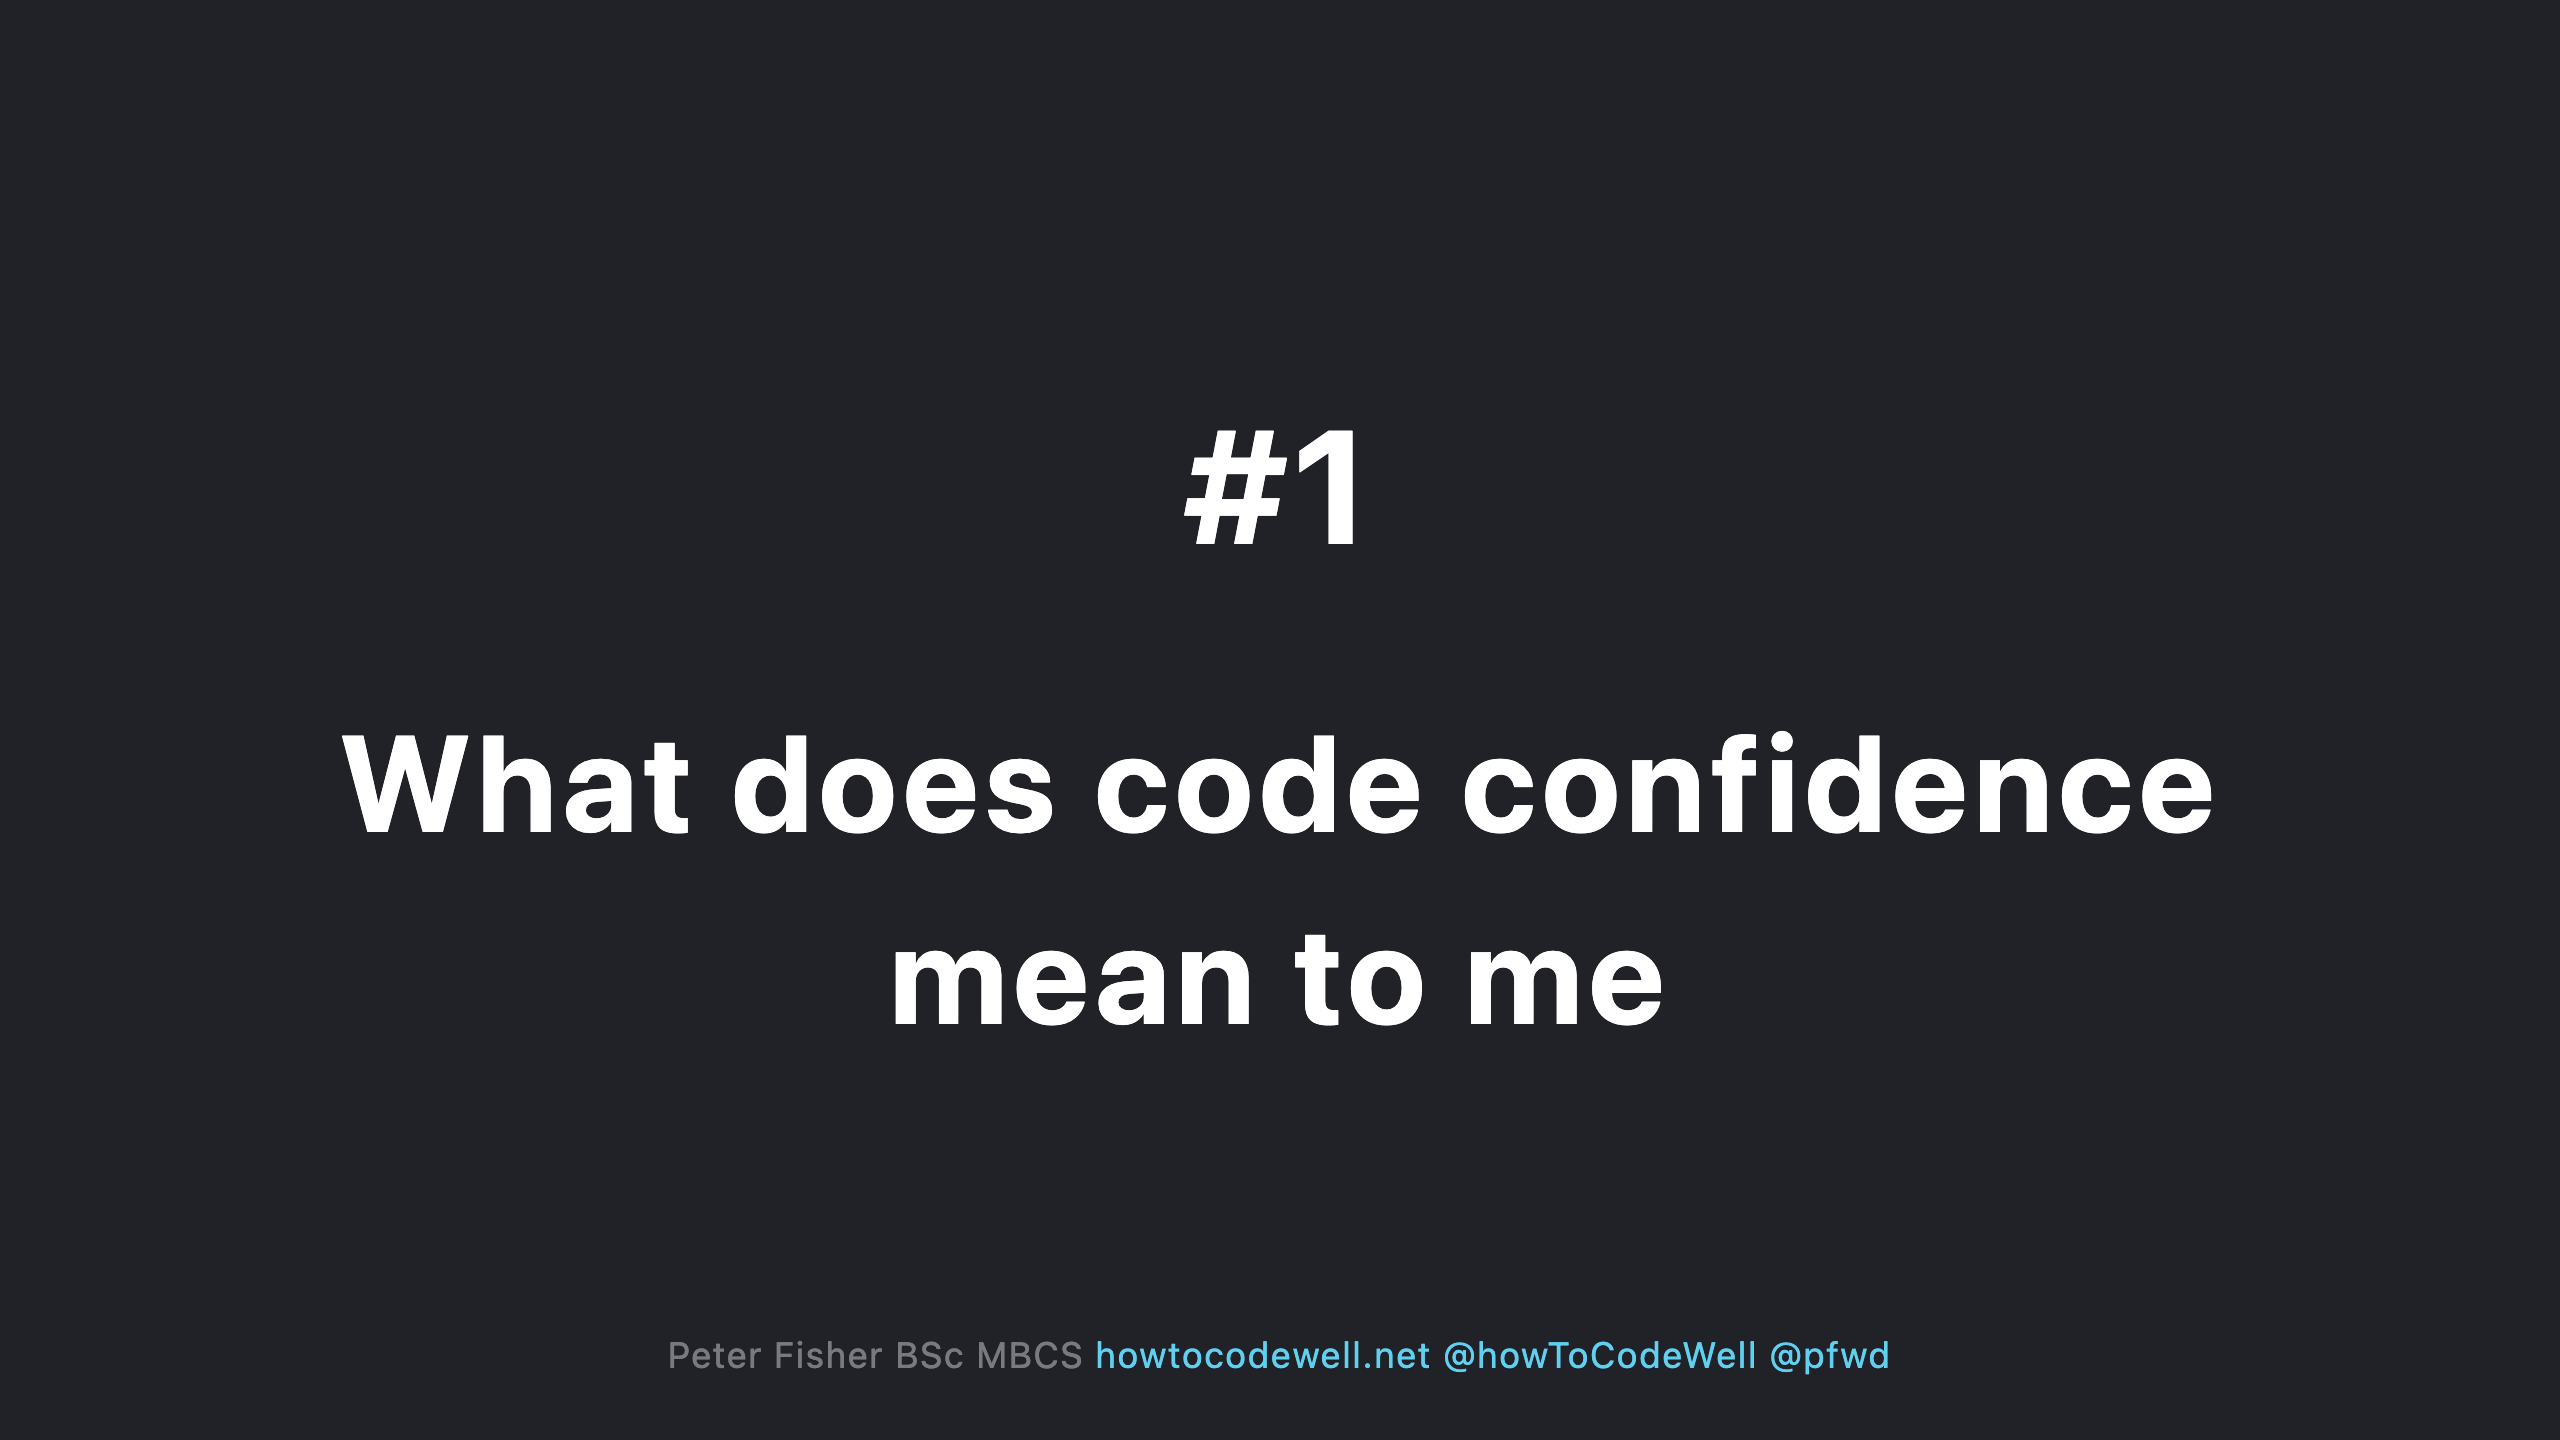 #1
What does code confidence
mean to me
Peter Fisher BSc MBCS howtocodewell.net @howToCodeWell @pfwd